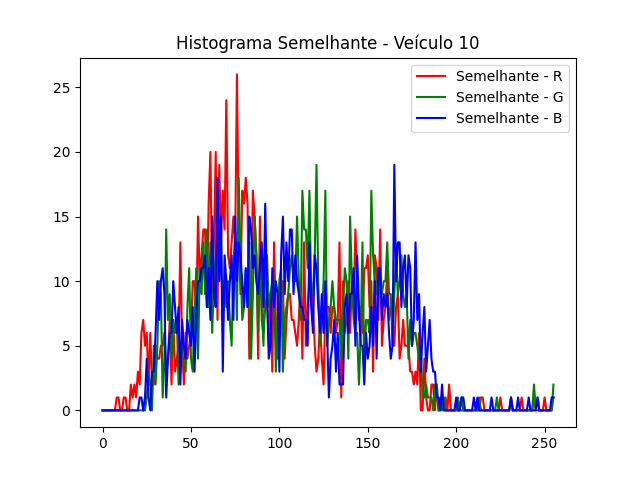 Histograma Semelhante - Veículo 10
Semelhante - R
Semelhante - G
Semelhante - B
25
20
15
10
5
0
0 50 100 150 200 250